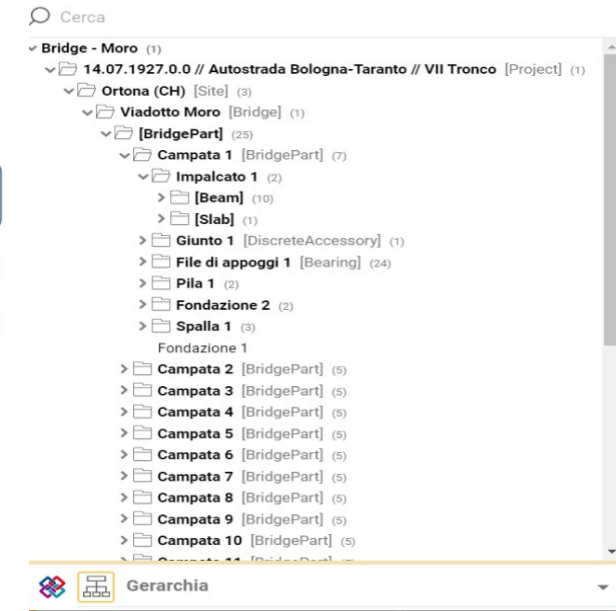 Cerca
Bridge - Moro (1)
14.07.1927.0.0 // Autostrada Bologna-Taranto // VII Tronco [Project] (1)
Ortona (CH) [Site] (3)
Viadotto Moro [Bridge] (1)
[BridgePart] (25)
Campata 1 [BridgePart] (7)
Impalcato 1 (2)
[Beam] (10)
[Slab] (1)
Giunto 1 [DiscreteAccessory] (1)
File di appoggi 1 [Bearing] (24)
Pila 1 (2)
Fondazione 2 (2)
Spalla 1 (3)
Fondazione 1
Campata 2 [BridgePart] (5)
Campata 3 [BridgePart] (5)
Campata 4 [BridgePart] (5)
Campata 5 [BridgePart] (5)
Campata 6 [BridgePart] (5)
Campata 7 [BridgePart] (5)
Campata 8 [BridgePart] (5)
Campata 9 [BridgePart] (5)
Campata 10 [BridgePart] (5)
Campata 11 [BridgePart]
Gerarchia